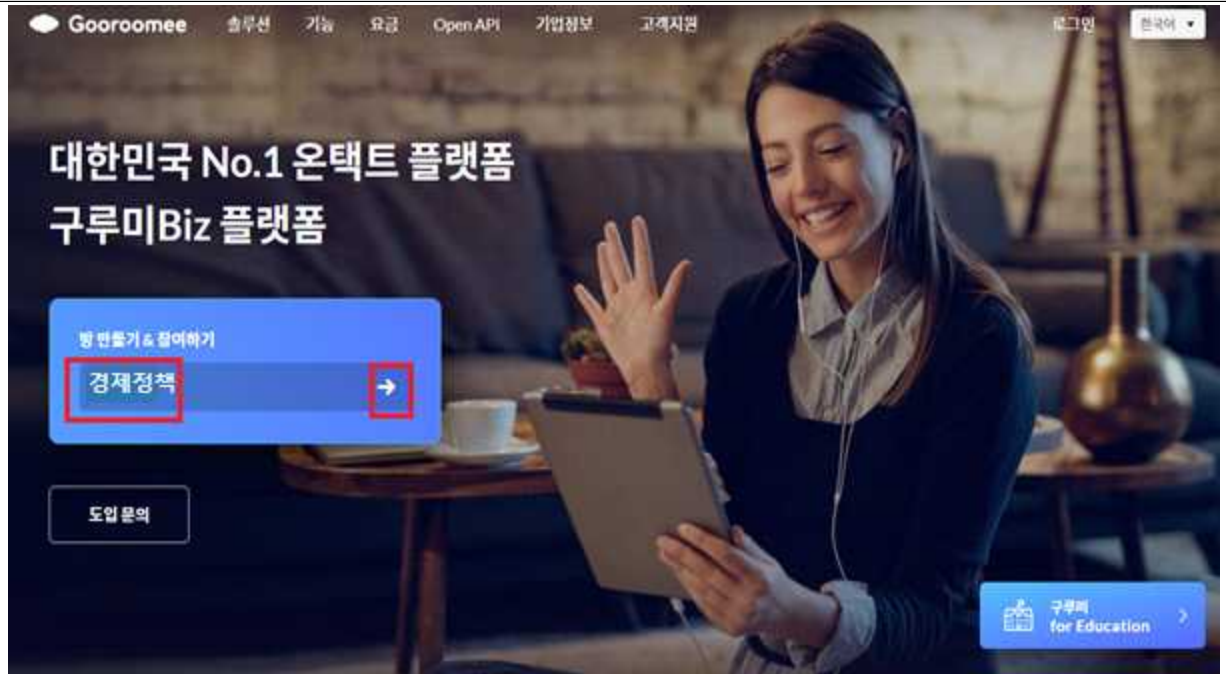 Gooroomee 솔루션 기능 요금 Open API 기업정보 고객지원 로그인 한국어
대한민국 No.1 온택트 플랫폼
구루미Biz 플랫폼
방 만들기 & 참여하기
경제정책
도입 문의
구루미
for Education